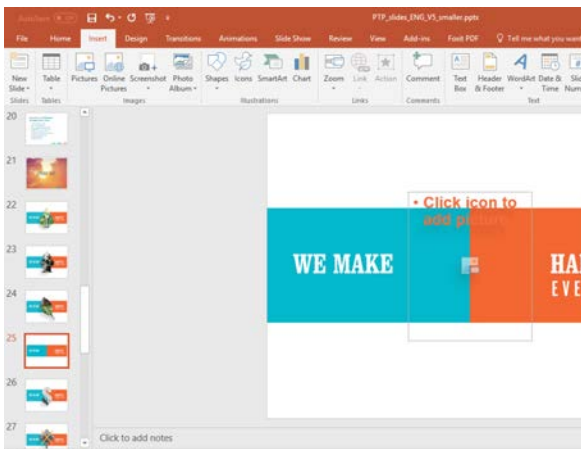 AutoSave
PTP_slides_ENG_V5_smaller.pptx
File Home Insert Design Transitions Animations Slide Show Review View Add-ins Foxit PDF Tell me what you want
New Table Pictures Online Screenshot Photo Shapes Icons SmartArt Chart Zoom Link Action Comment Text Header WordArt Date &
Slide Pictures Album Box & Footer Time
Slides Tables Images Illustrations Links Comments Text
20
21
22
23
24
25
26
27
• Click icon to
add picture
WE MAKE HA
EVE
Click to add notes